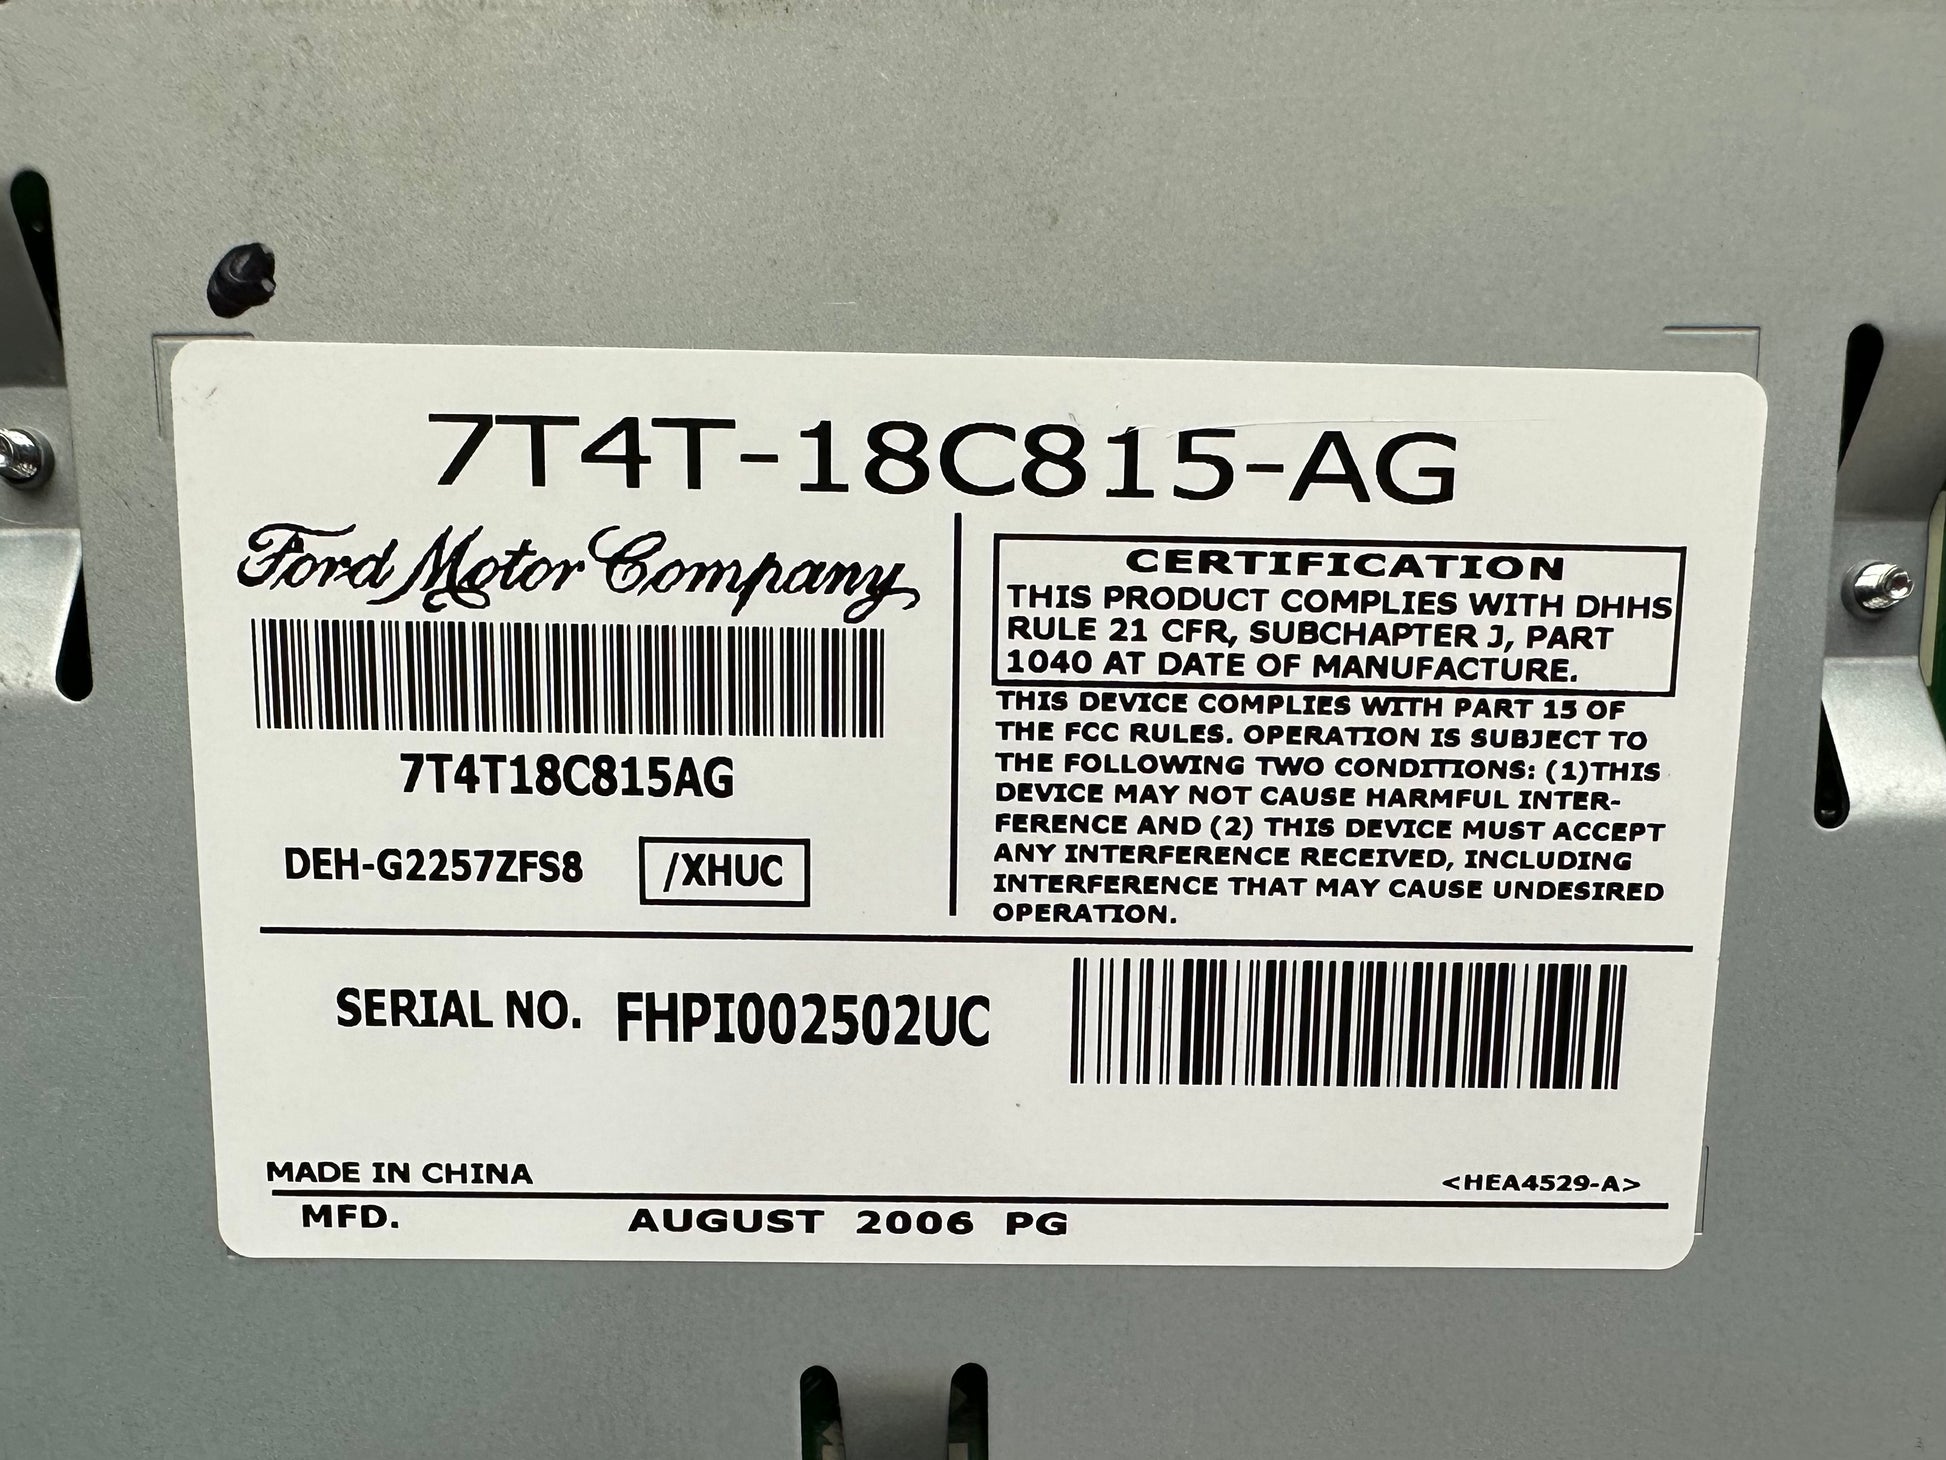 7T4T-18C815-AG
Ford Motor Company
7T4T18C815AG
DEH-G2257ZFS8 /XHUC
CERTIFICATION
THIS PRODUCT COMPLIES WITH DHHS
RULE 21 CFR, SUBCHAPTER J, PART
1040 AT DATE OF MANUFACTURE.
THIS DEVICE COMPLIES WITH PART 15 OF
THE FCC RULES. OPERATION IS SUBJECT TO
THE FOLLOWING TWO CONDITIONS: (1)THIS
DEVICE MAY NOT CAUSE HARMFUL INTER-
FERENCE AND (2) THIS DEVICE MUST ACCEPT
ANY INTERFERENCE RECEIVED, INCLUDING
INTERFERENCE THAT MAY CAUSE UNDESIRED
OPERATION.
SERIAL NO. FHPI002502UC
MADE IN CHINA <HEA4529-A>
MFD. AUGUST 2006 PG